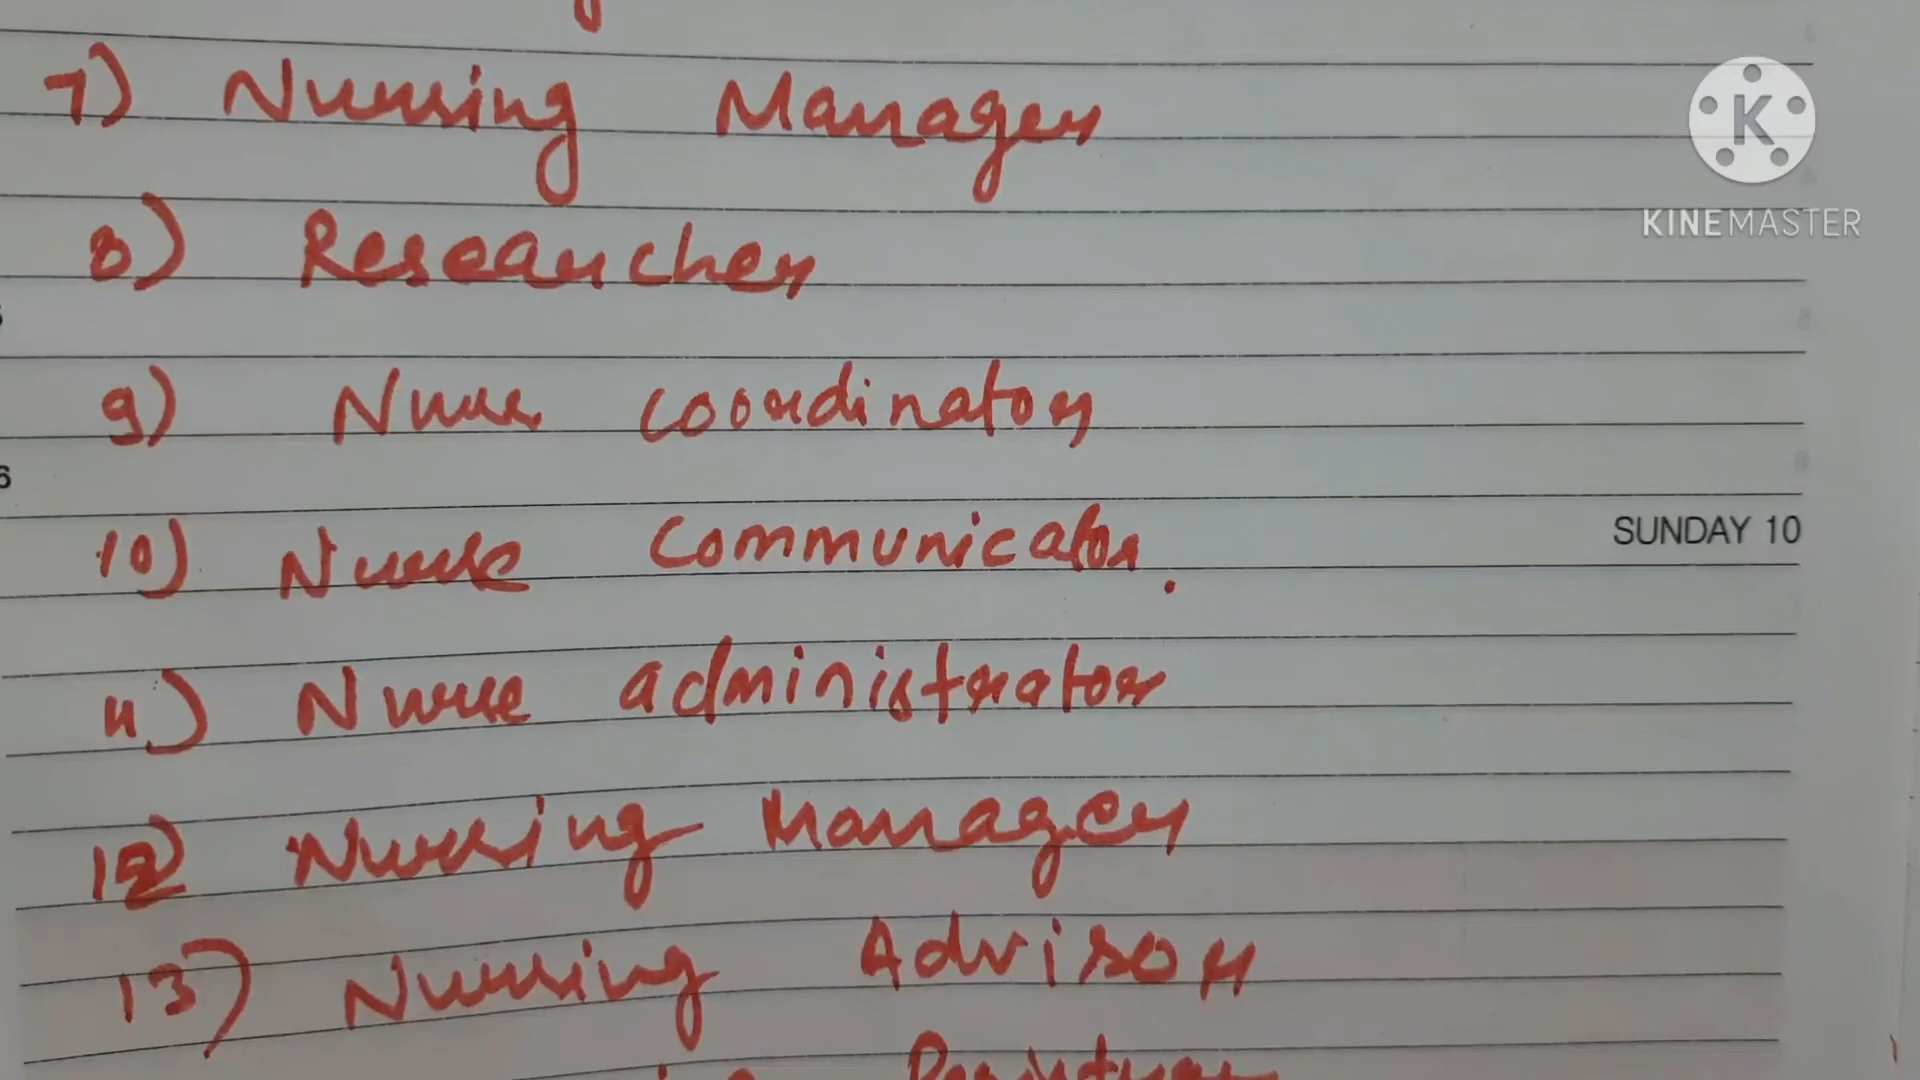 7) Nursing Manager
KINEMASTER
8) Researcher
9) Nurse coordinator
6
10) Nurse communicator.
SUNDAY 10
11) Nurse administrator
12) Nursing Manager
13) Nursing Advisor